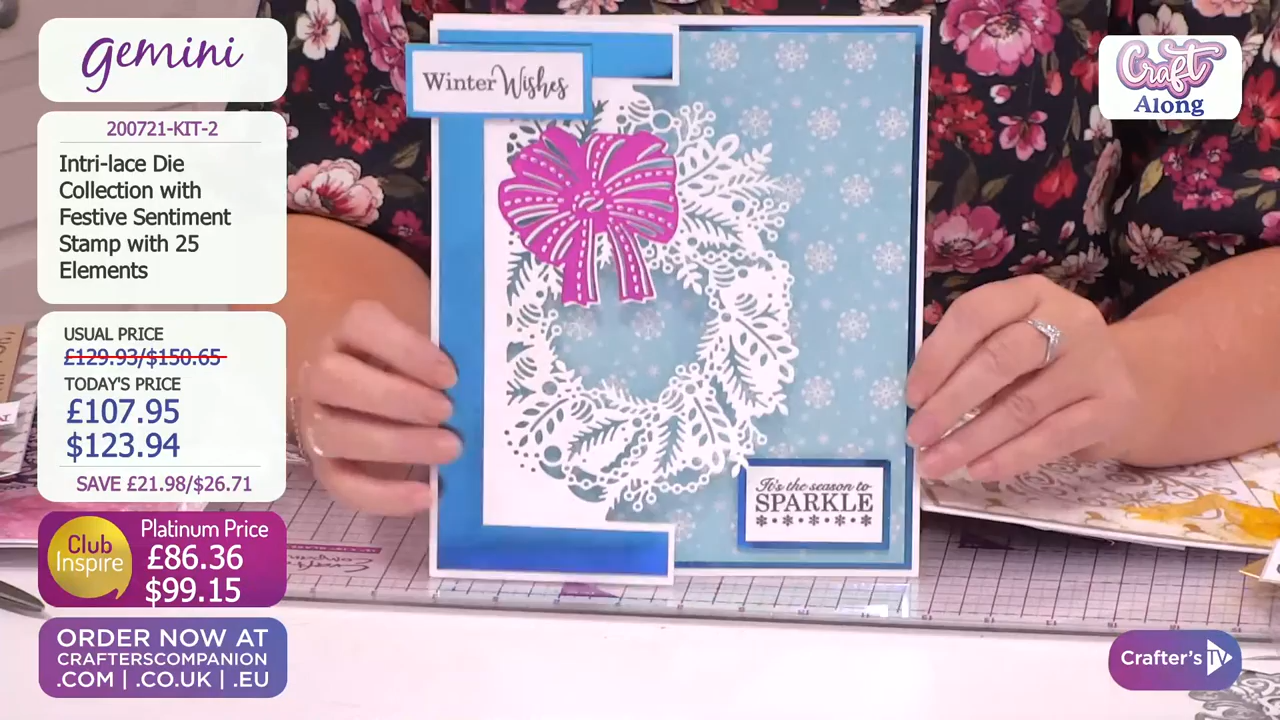 gemini
200721-KIT-2
Intri-lace Die
Collection with
Festive Sentiment
Stamp with 25
Elements
USUAL PRICE
£129.93/$150.65
TODAY'S PRICE
£107.95
$123.94
SAVE £21.98/$26.71
Club
Inspire
Platinum Price
£86.36
$99.15
ORDER NOW AT
CRAFTERSCOMPANION
.COM | .CO.UK | .EU
Winter Wishes
It's the season to
SPARKLE
Craft
Along
Crafter's TV